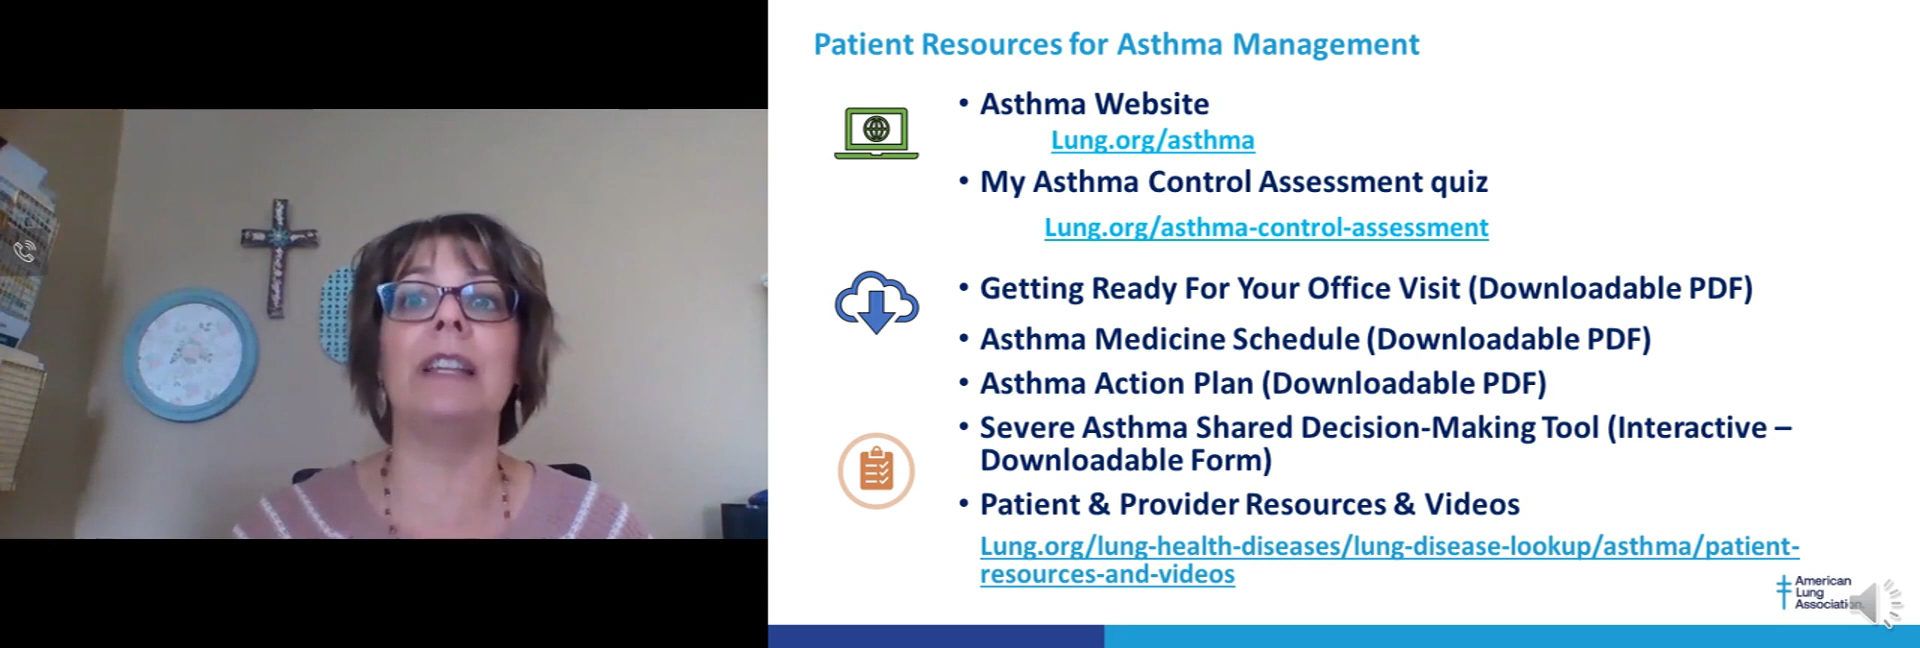 Patient Resources for Asthma Management
• Asthma Website
Lung.org/asthma
• My Asthma Control Assessment quiz
Lung.org/asthma-control-assessment
• Getting Ready For Your Office Visit (Downloadable PDF)
• Asthma Medicine Schedule (Downloadable PDF)
• Asthma Action Plan (Downloadable PDF)
• Severe Asthma Shared Decision-Making Tool (Interactive –
Downloadable Form)
• Patient & Provider Resources & Videos
Lung.org/lung-health-diseases/lung-disease-lookup/asthma/patient-
resources-and-videos
American
Lung
Association